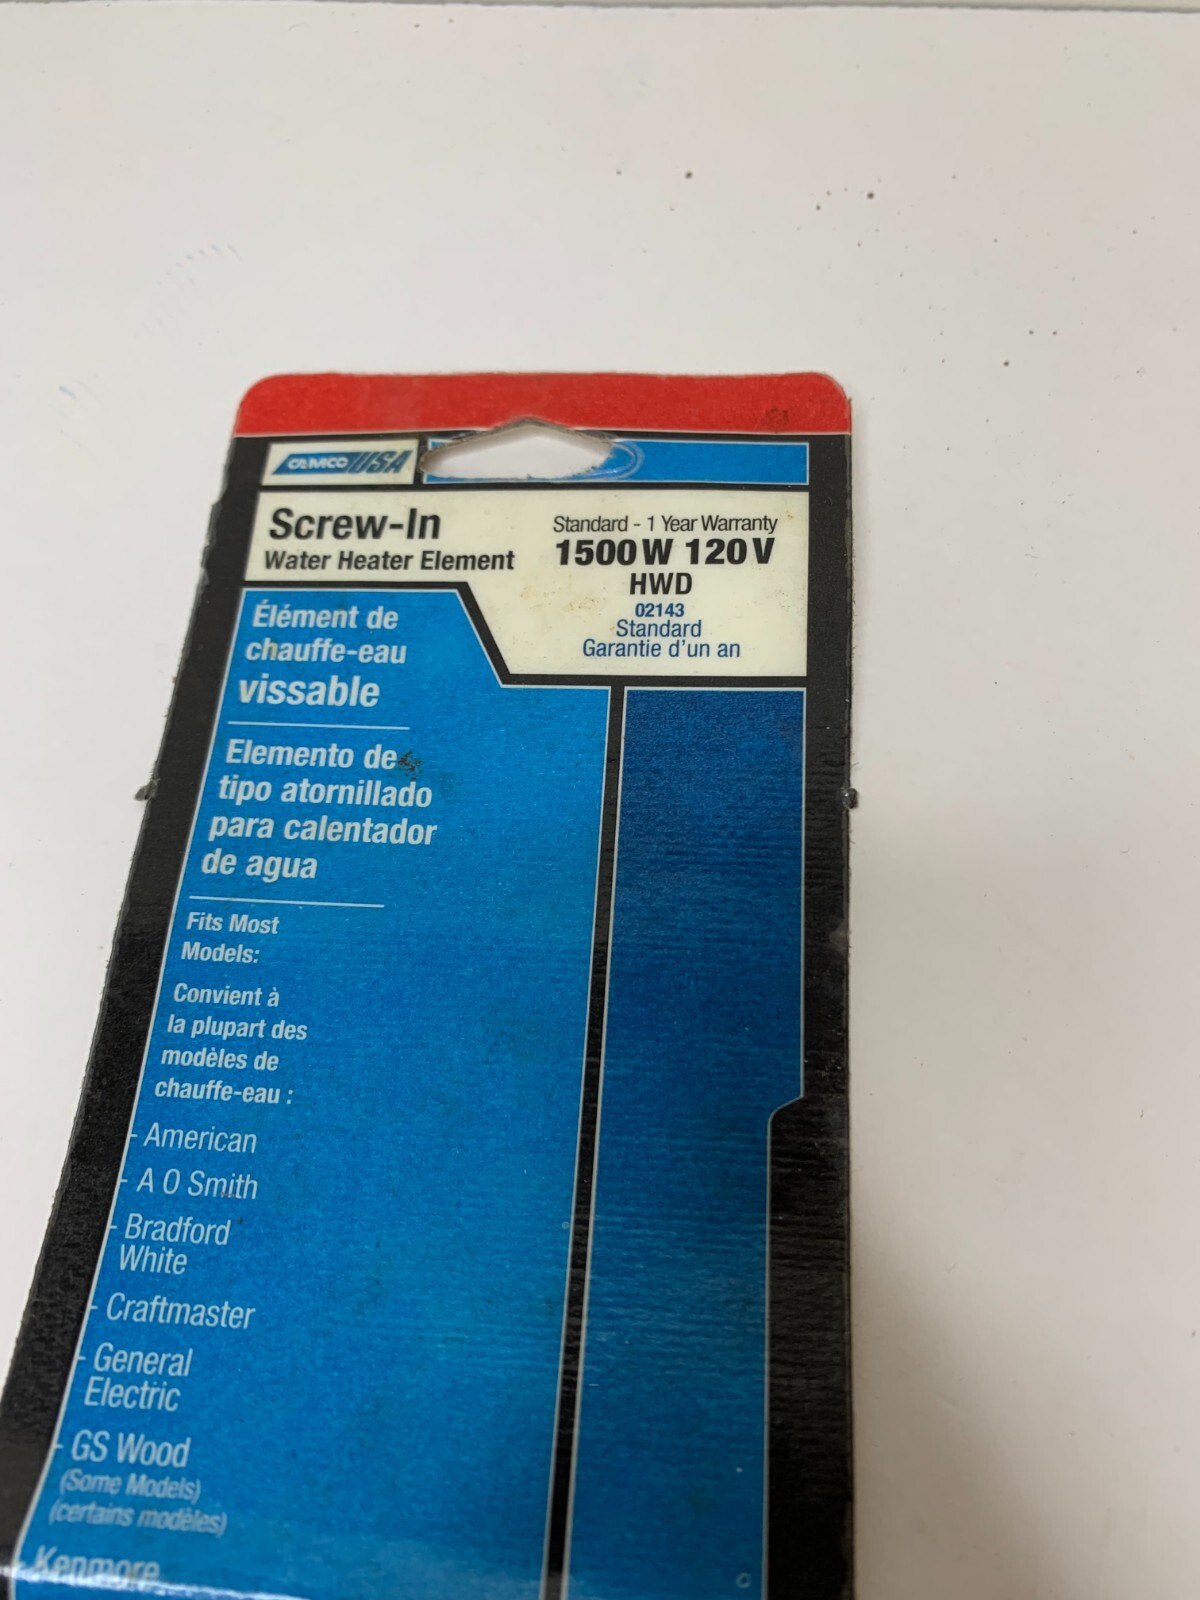 CAMCO USA
Screw-In
Water Heater Element
Standard - 1 Year Warranty
1500W 120V
HWD
02143
Standard
Garantie d'un an
Élément de
chauffe-eau
vissable
Elemento de
tipo atornillado
para calentador
de agua
Fits Most
Models:
Convient à
la plupart des
modèles de
chauffe-eau :
- American
- A O Smith
- Bradford
White
- Craftmaster
- General
Electric
- GS Wood
(Some Models)
(certains modèles)
Kenmore